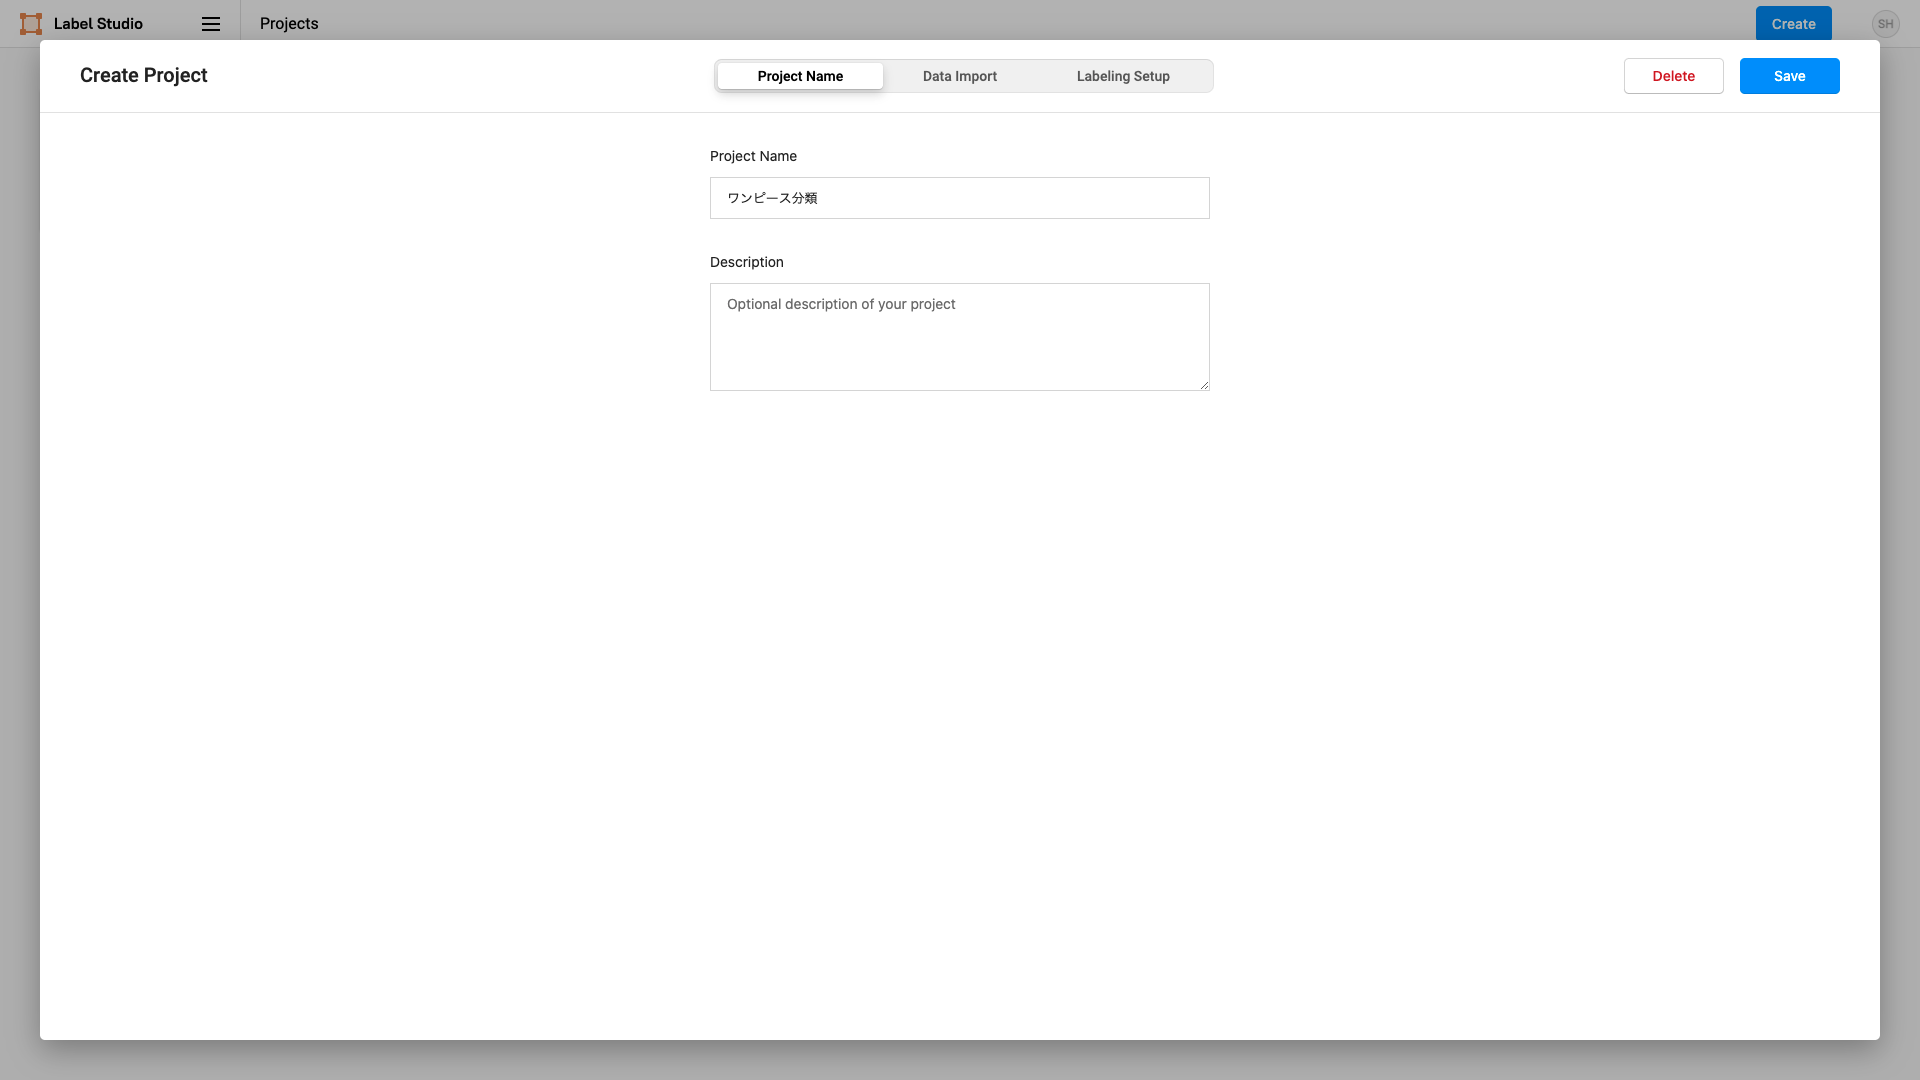 Label Studio
Projects
Create
SH
Create Project
Project Name
Data Import
Labeling Setup
Delete
Save
Project Name
ワンピース分類
Description
Optional description of your project